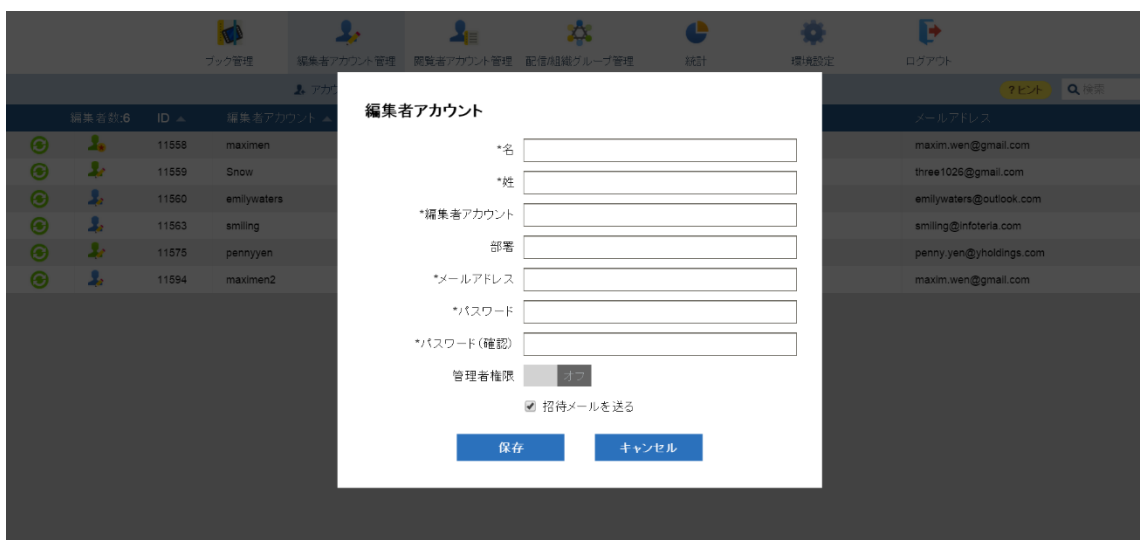 ブック管理 編集者アカウント管理 閲覧者アカウント管理 配信/組織グループ管理 統計 環境設定 ログアウト
アカウ ?ヒント 検索
編集者数:6 ID 編集者アカウント メールアドレス
編集者アカウント
11558 maximen maxim.wen@gmail.com
11559 Snow three1026@gmail.com
11560 emilywaters emilywaters@outlook.com
11563 smiling smiling@infoteria.com
11575 pennyyen penny.yen@yholdings.com
11594 maximen2 maxim.wen@gmail.com
*名
*姓
*編集者アカウント
部署
*メールアドレス
*パスワード
*パスワード(確認)
管理者権限 オフ
招待メールを送る
保存 キャンセル